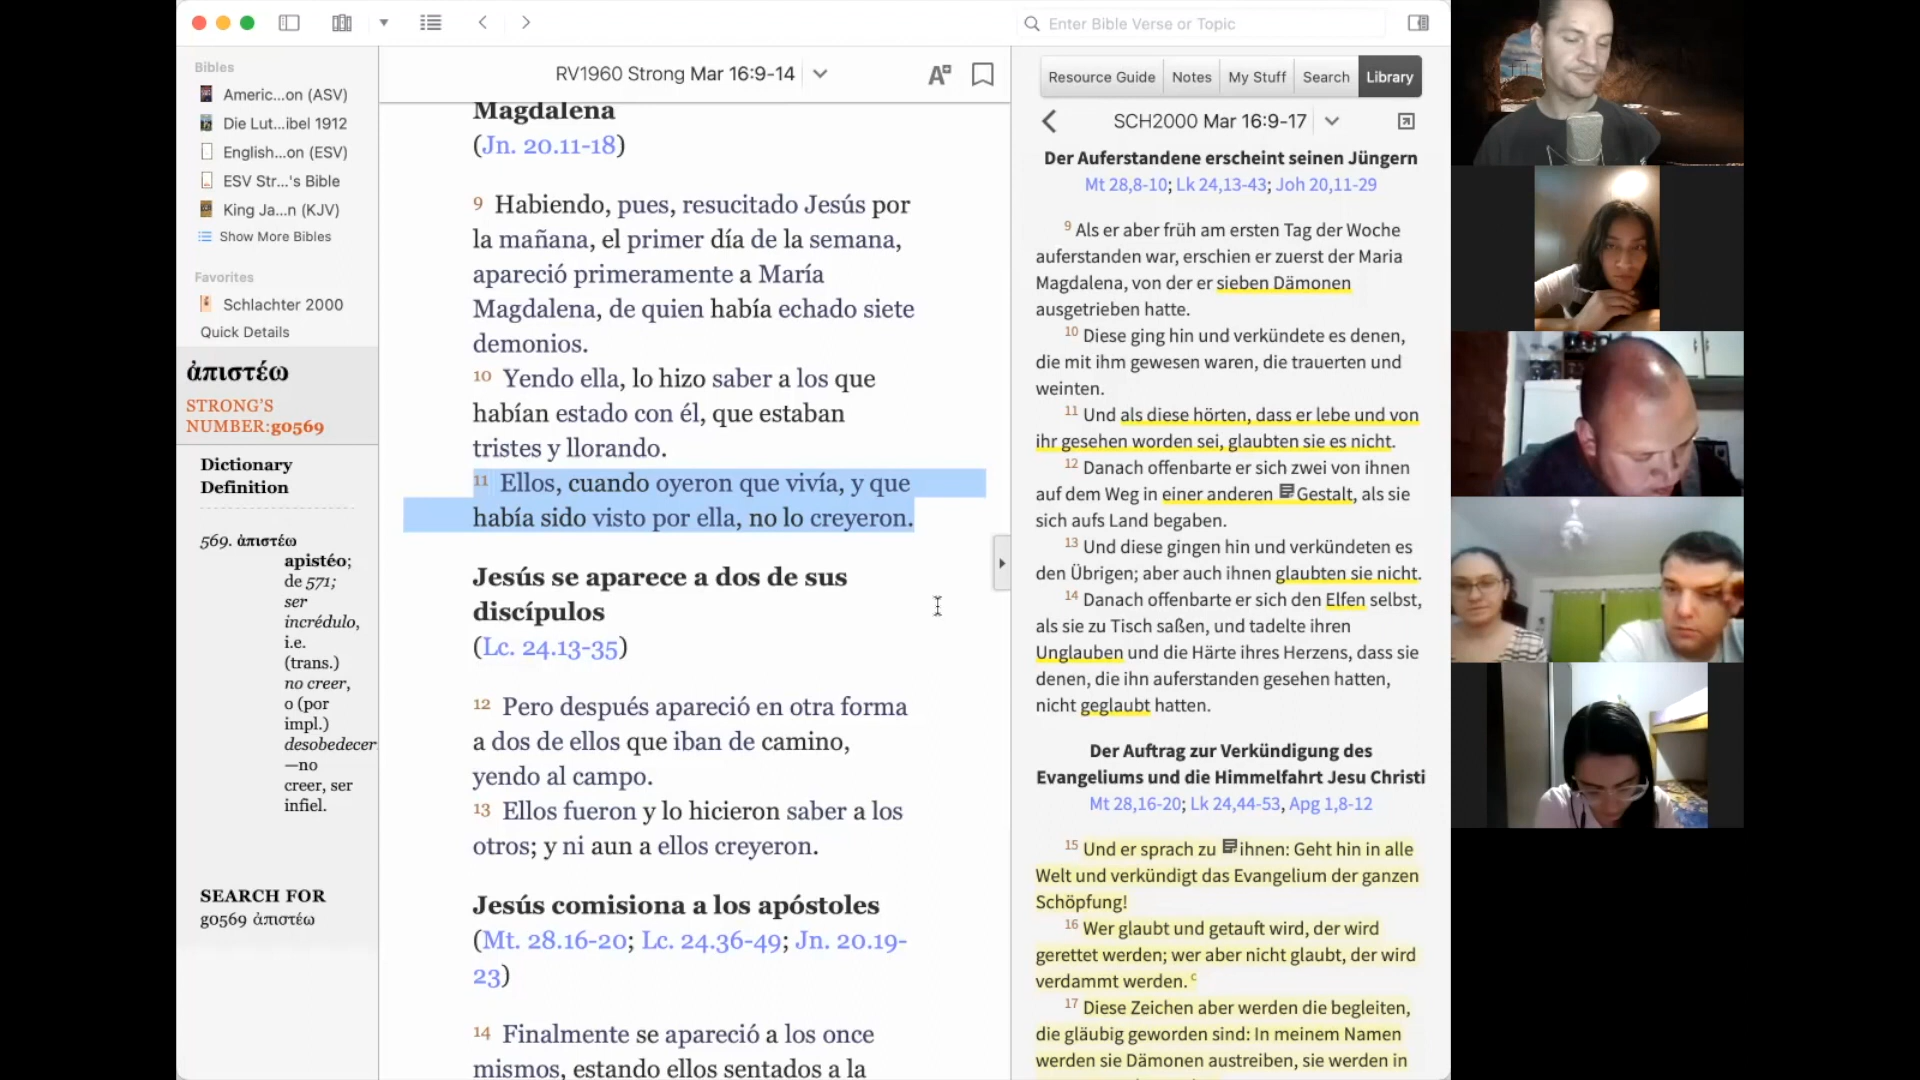 Enter Bible Verse or Topic
Bibles
Americ...on (ASV)
Die Lut...ibel 1912
English...on (ESV)
ESV Str...'s Bible
King Ja...n (KJV)
Show More Bibles
Favorites
Schlachter 2000
Quick Details
ἀπιστέω
STRONG'S
NUMBER:g0569
Dictionary
Definition
569. ἀπιστέω
apistéo;
de 571;
ser
incrédulo,
i.e.
(trans.)
no creer,
o (por
impl.)
desobedecer
—no
creer, ser
infiel.
SEARCH FOR
g0569 ἀπιστέω
RV1960 Strong Mar 16:9-14
Magdalena
(Jn. 20.11-18)
9 Habiendo, pues, resucitado Jesús por
la mañana, el primer día de la semana,
apareció primeramente a María
Magdalena, de quien había echado siete
demonios.
10 Yendo ella, lo hizo saber a los que
habían estado con él, que estaban
tristes y llorando.
11 Ellos, cuando oyeron que vivía, y que
había sido visto por ella, no lo creyeron.
Jesús se aparece a dos de sus
discípulos
(Lc. 24.13-35)
12 Pero después apareció en otra forma
a dos de ellos que iban de camino,
yendo al campo.
13 Ellos fueron y lo hicieron saber a los
otros; y ni aun a ellos creyeron.
Jesús comisiona a los apóstoles
(Mt. 28.16-20; Lc. 24.36-49; Jn. 20.19-
23)
14 Finalmente se apareció a los once
mismos, estando ellos sentados a la
Resource Guide
Notes
My Stuff
Search
Library
SCH2000 Mar 16:9-17
Der Auferstandene erscheint seinen Jüngern
Mt 28,8-10; Lk 24,13-43; Joh 20,11-29
9 Als er aber früh am ersten Tag der Woche
auferstanden war, erschien er zuerst der Maria
Magdalena, von der er sieben Dämonen
ausgetrieben hatte.
10 Diese ging hin und verkündete es denen,
die mit ihm gewesen waren, die trauerten und
weinten.
11 Und als diese hörten, dass er lebe und von
ihr gesehen worden sei, glaubten sie es nicht.
12 Danach offenbarte er sich zwei von ihnen
auf dem Weg in einer anderen Gestalt, als sie
sich aufs Land begaben.
13 Und diese gingen hin und verkündeten es
den Übrigen; aber auch ihnen glaubten sie nicht.
14 Danach offenbarte er sich den Elfen selbst,
als sie zu Tisch saßen, und tadelte ihren
Unglauben und die Härte ihres Herzens, dass sie
denen, die ihn auferstanden gesehen hatten,
nicht geglaubt hatten.
Der Auftrag zur Verkündigung des
Evangeliums und die Himmelfahrt Jesu Christi
Mt 28,16-20; Lk 24,44-53, Apg 1,8-12
15 Und er sprach zu ihnen: Geht hin in alle
Welt und verkündigt das Evangelium der ganzen
Schöpfung!
16 Wer glaubt und getauft wird, der wird
gerettet werden; wer aber nicht glaubt, der wird
verdammt werden. c
17 Diese Zeichen aber werden die begleiten,
die gläubig geworden sind: In meinem Namen
werden sie Dämonen austreiben, sie werden in